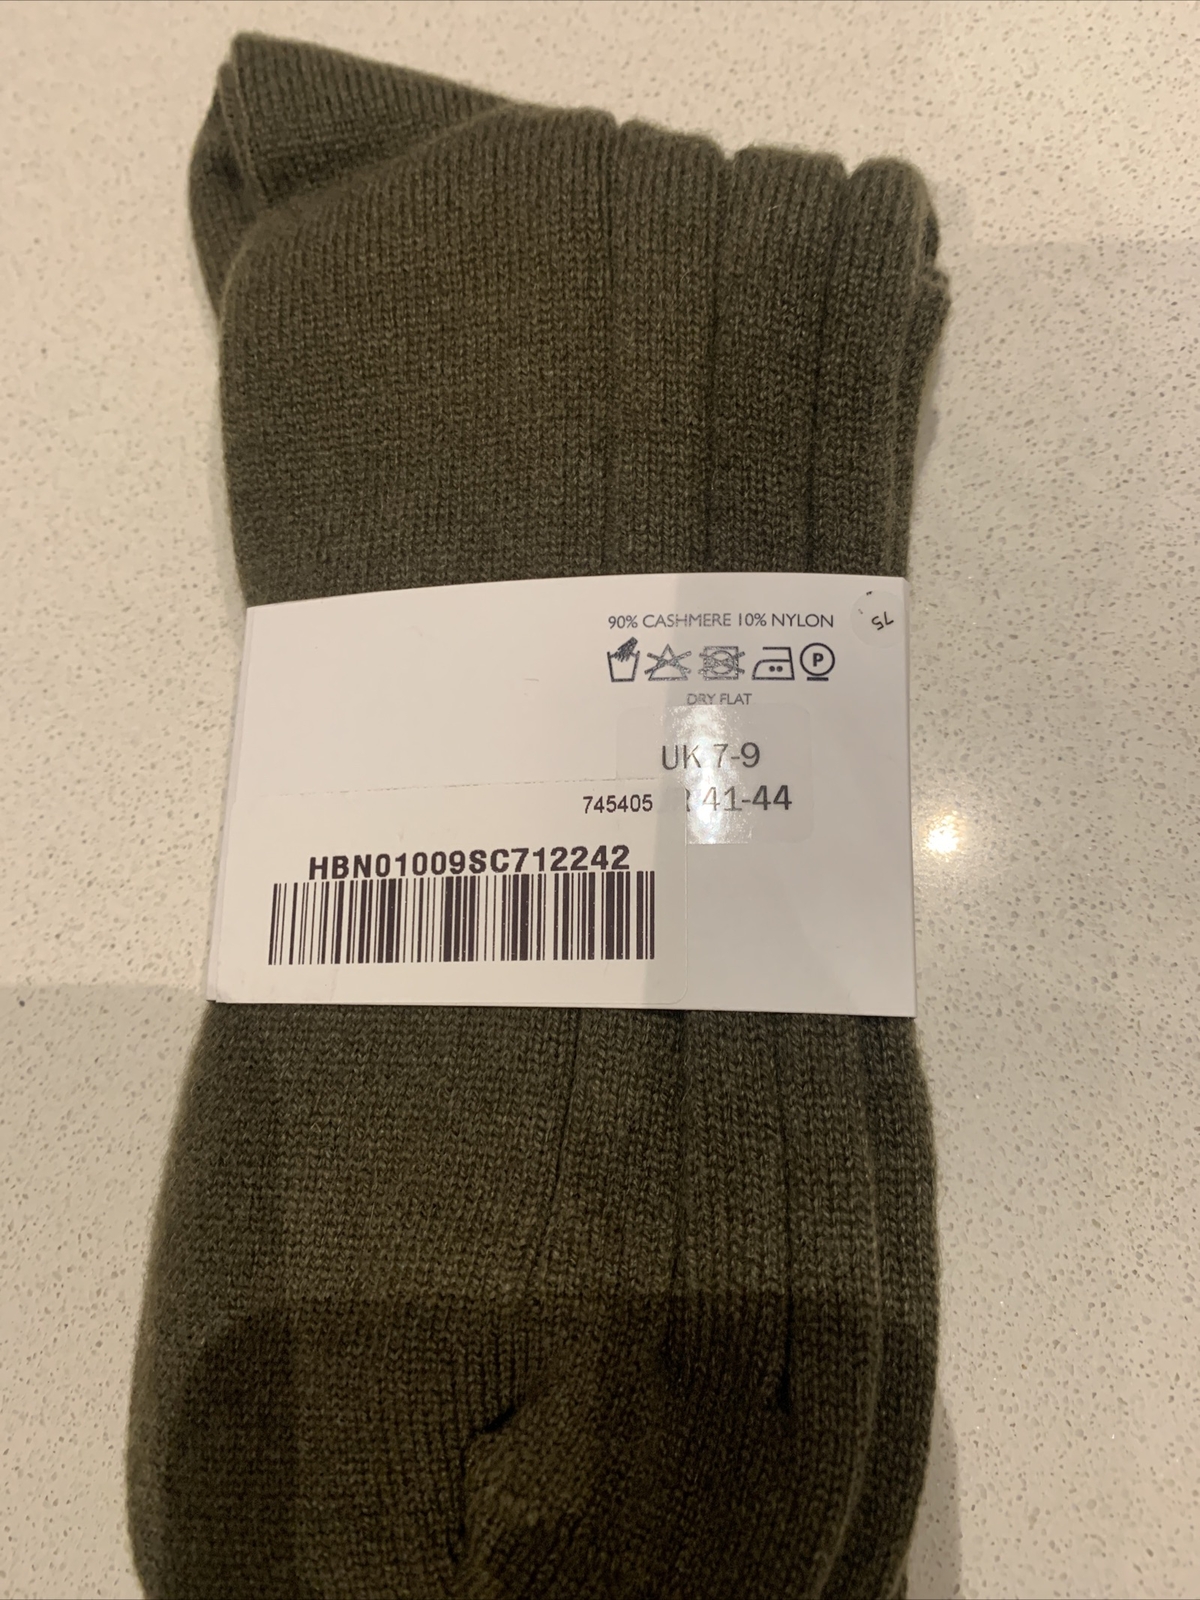 90% CASHMERE 10% NYLON
P
DRY FLAT
UK 7-9
41-44
745405
HBN01009SC712242